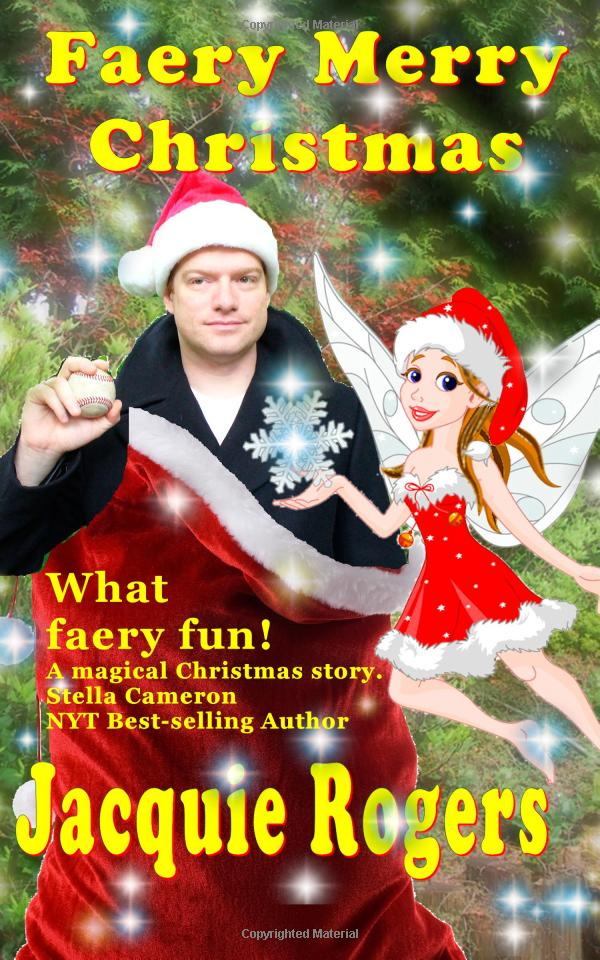 Copyrighted Material
Faery Merry
Christmas
What
faery fun!
A magical Christmas story.
Stella Cameron
NYT Best-selling Author
Jacquie Rogers
Copyrighted Material